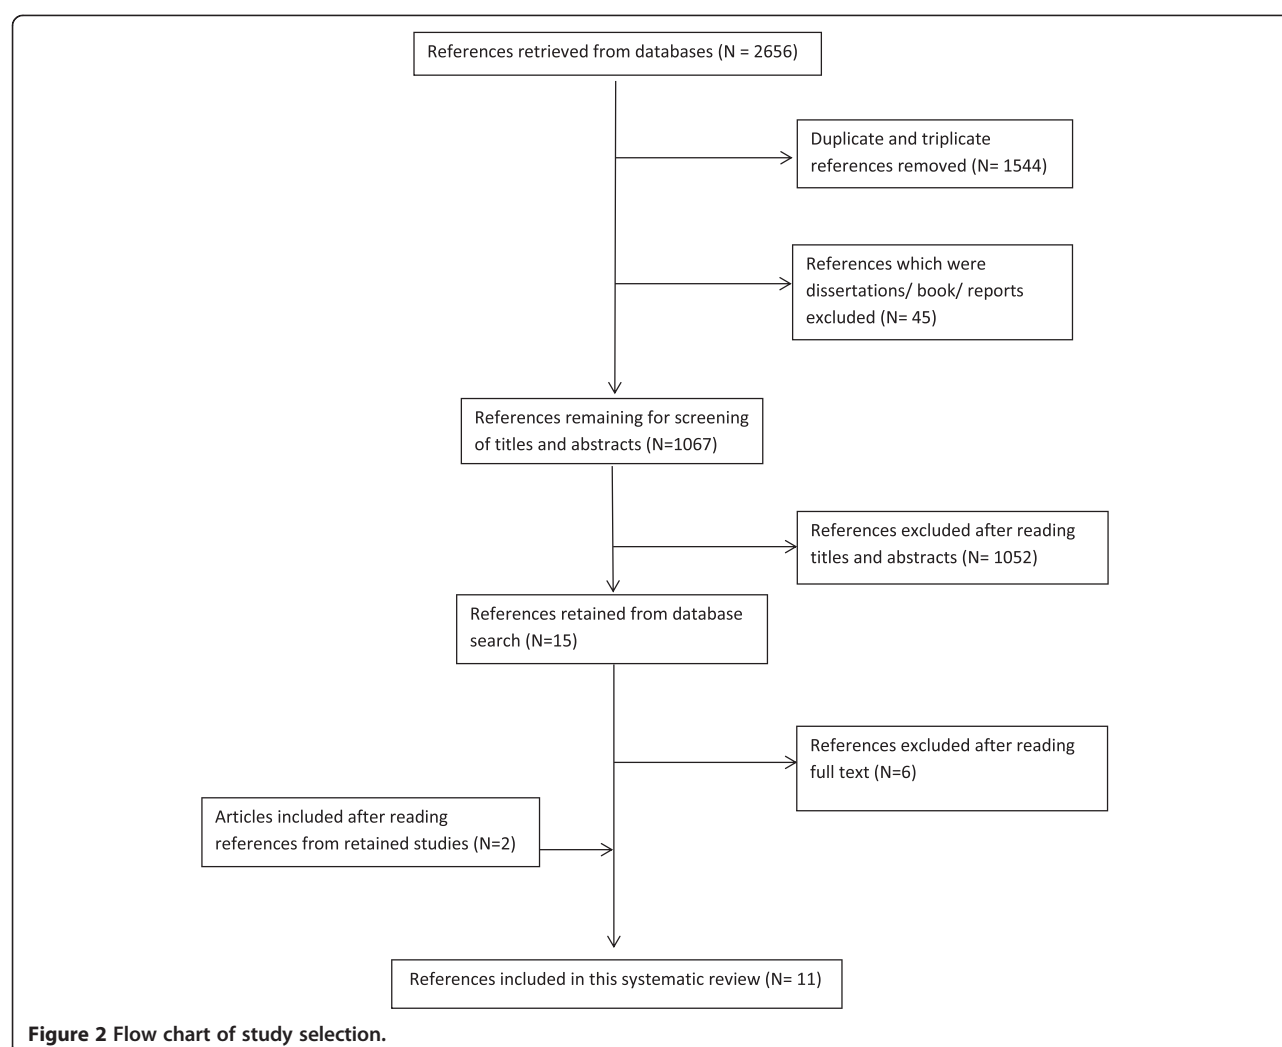 References retrieved from databases (N = 2656)
Duplicate and triplicate
references removed (N= 1544)
References which were
dissertations/ book/ reports
excluded (N= 45)
References remaining for screening
of titles and abstracts (N=1067)
References excluded after reading
titles and abstracts (N= 1052)
References retained from database
search (N=15)
References excluded after reading
full text (N=6)
Articles included after reading
references from retained studies (N=2)
References included in this systematic review (N= 11)
Figure 2 Flow chart of study selection.